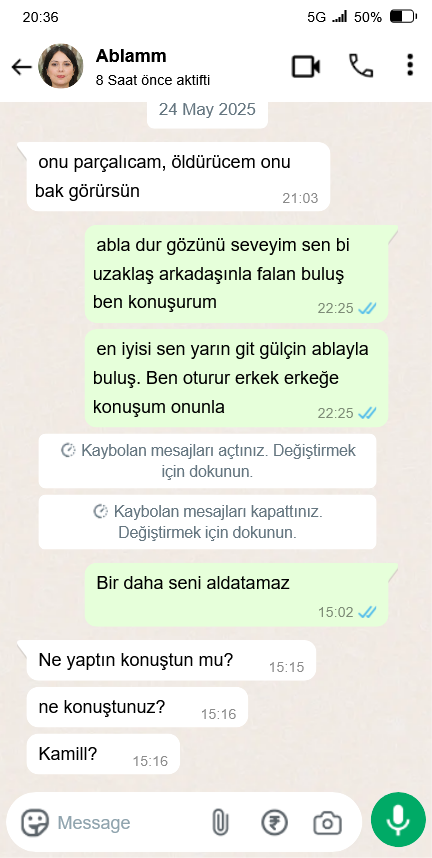 20:36 5G 50%
Ablamm
8 Saat önce aktifti
24 May 2025
onu parçalıcam, öldürücem onu
bak görürsün
21:03
abla dur gözünü seveyim sen bi
uzaklaş arkadaşınla falan buluş
ben konuşurum
22:25
en iyisi sen yarın git gülçin ablayla
buluş. Ben oturur erkek erkeğe
konuşum onunla
22:25
Kaybolan mesajları açtınız. Değiştirmek
için dokunun.
Kaybolan mesajları kapattınız.
Değiştirmek için dokunun.
Bir daha seni aldatamaz
15:02
Ne yaptın konuştun mu?
15:15
ne konuştunuz?
15:16
Kamill?
15:16
Message ₹